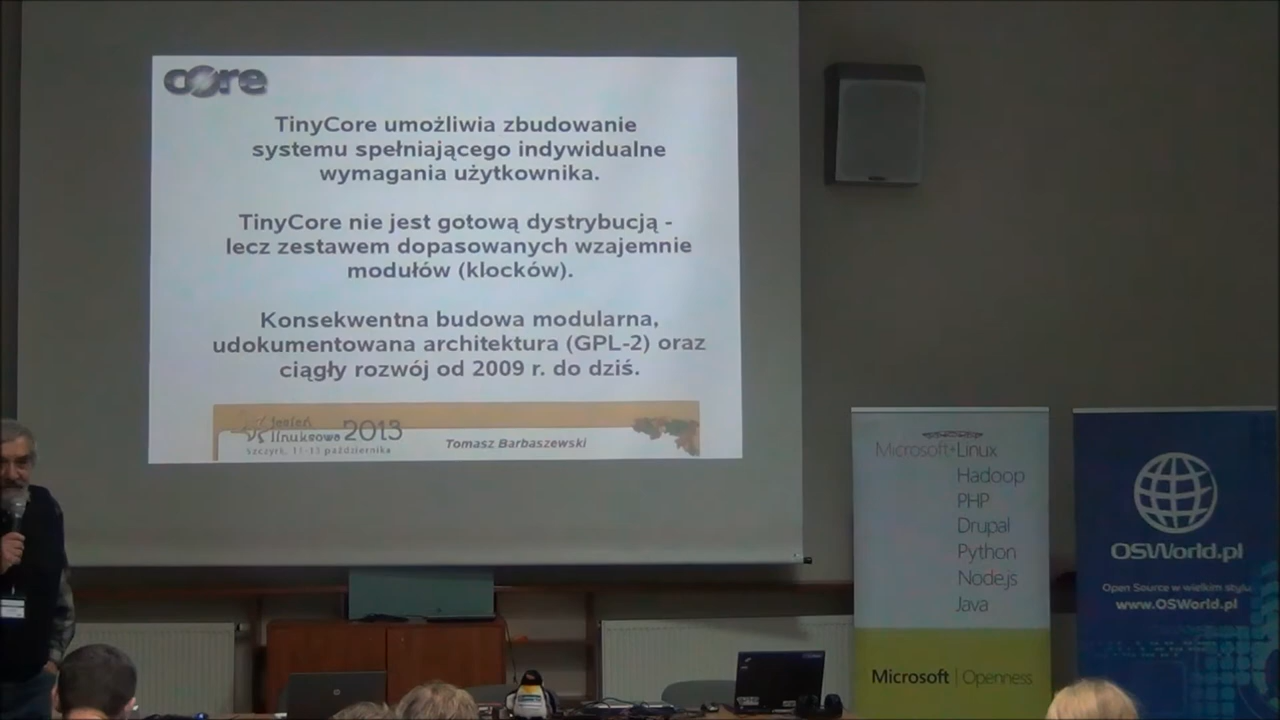 core
TinyCore umożliwia zbudowanie
systemu spełniającego indywidualne
wymagania użytkownika.
TinyCore nie jest gotową dystrybucją -
lecz zestawem dopasowanych wzajemnie
modułów (klocków).
Konsekwentna budowa modularna,
udokumentowana architektura (GPL-2) oraz
ciągły rozwój od 2009 r. do dziś.
jesień
linuksowa 2013
Szczyrk, 11-13 października
Tomasz Barbaszewski
Microsoft+Linux
Hadoop
PHP
Drupal
Python
Node.js
Java
Microsoft | Openness
OSWorld.pl
Open Source w wielkim stylu
www.OSWorld.pl